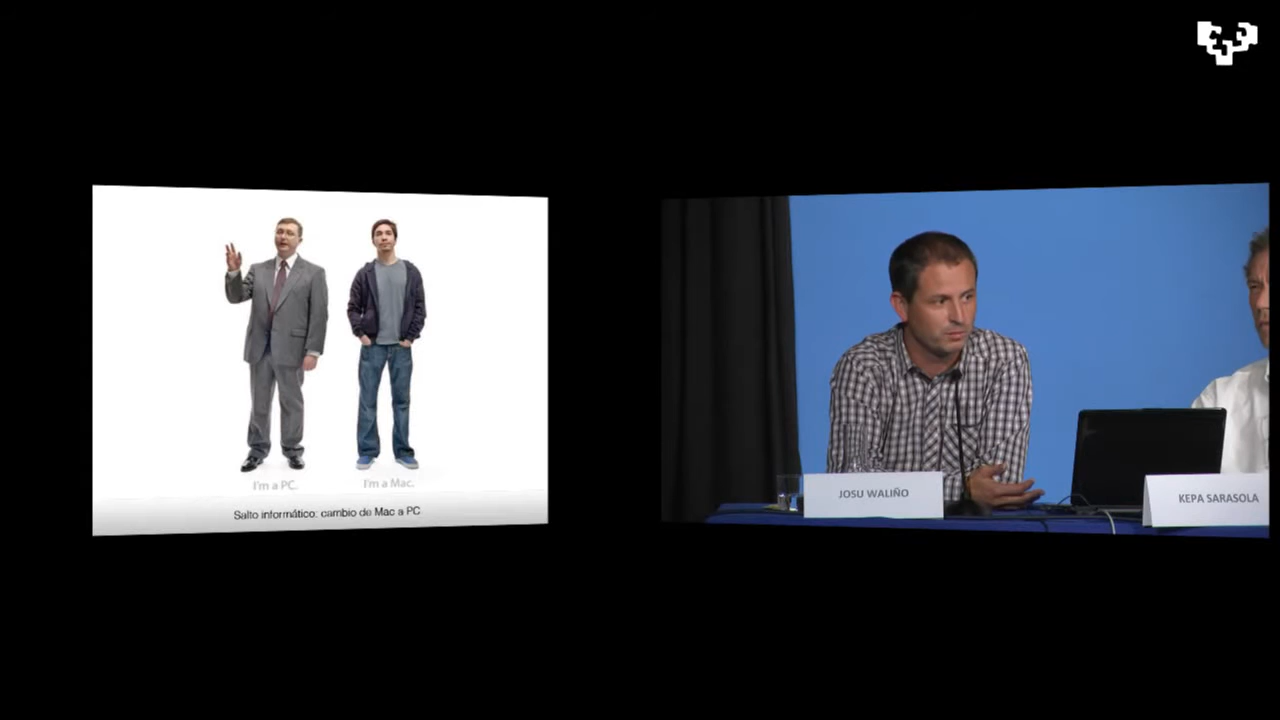 I'm a PC.
I'm a Mac.
Salto informático: cambio de Mac a PC
JOSU WALIÑO
KEPA SARASOLA